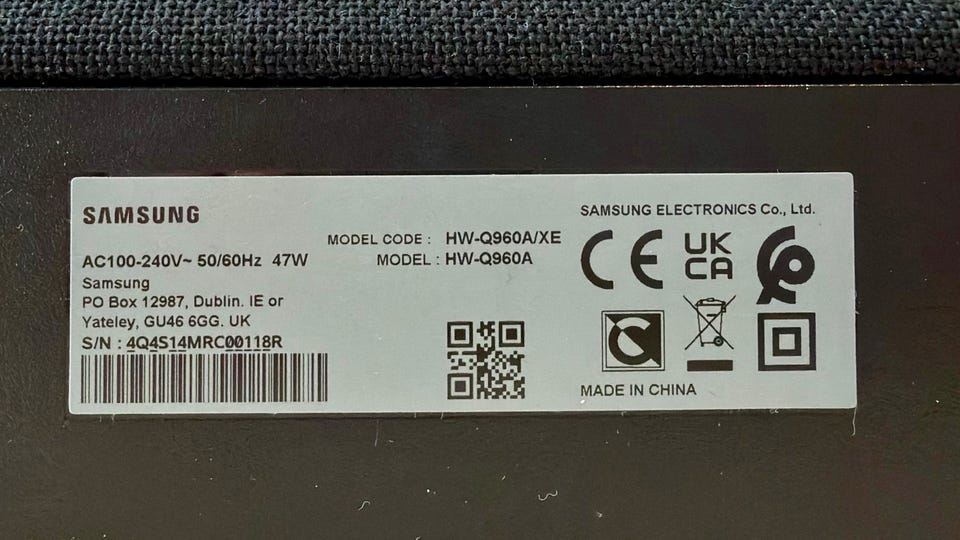 SAMSUNG
AC100-240V~ 50/60Hz 47W
Samsung
PO Box 12987, Dublin. IE or
Yateley, GU46 6GG. UK
S/N : 4Q4S14MRC00118R
MODEL CODE : HW-Q960A/XE
MODEL : HW-Q960A
SAMSUNG ELECTRONICS Co., Ltd.
CE
UK
CA
MADE IN CHINA